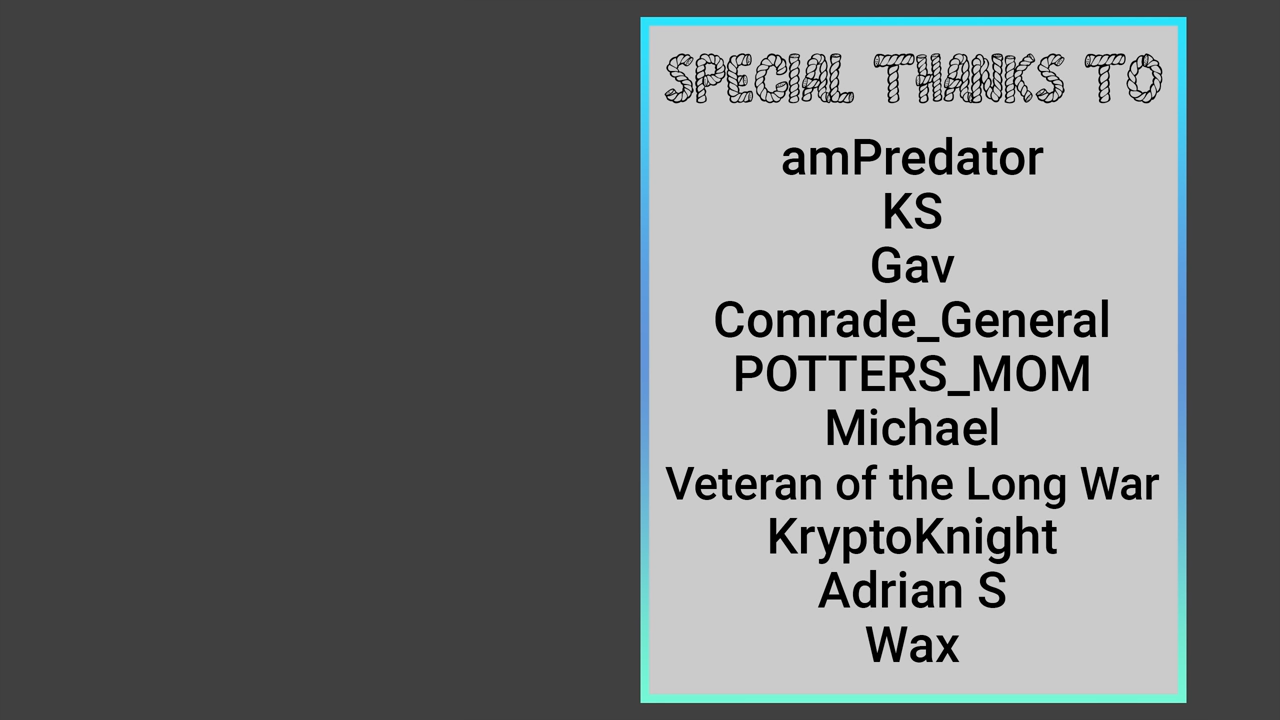 SPECIAL THANKS TO
amPredator
KS
Gav
Comrade_General
POTTERS_MOM
Michael
Veteran of the Long War
KryptoKnight
Adrian S
Wax